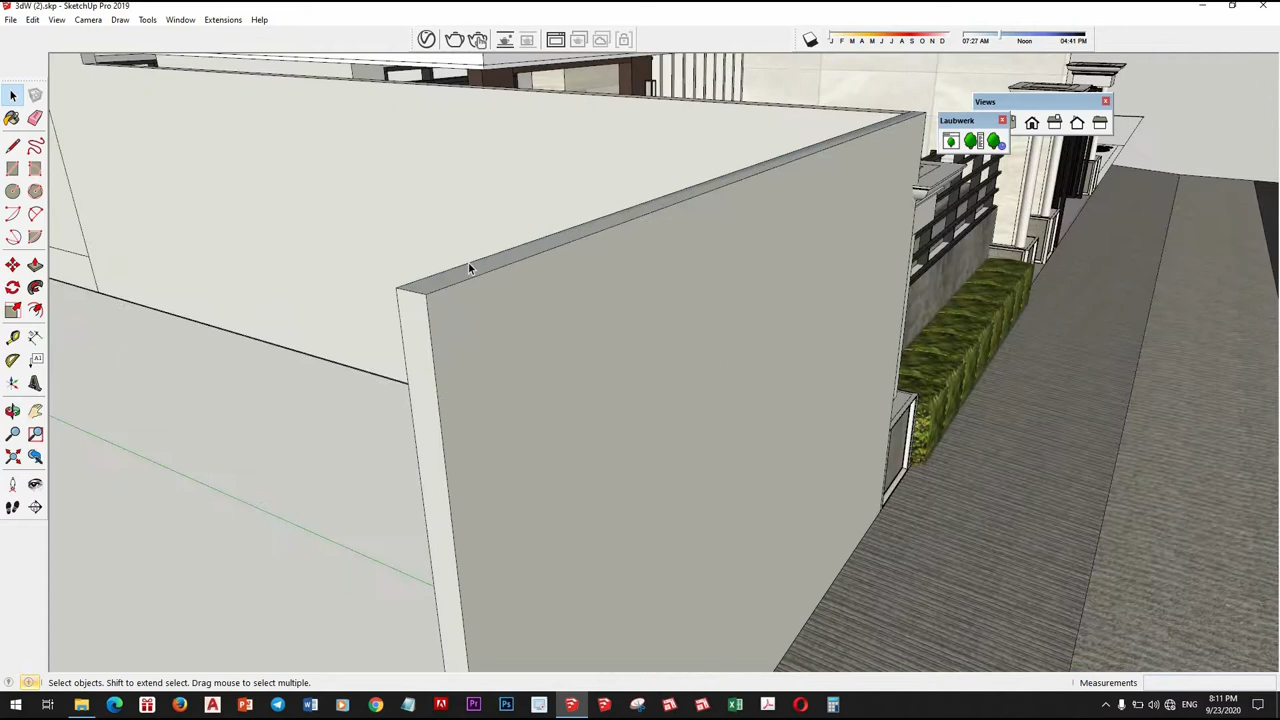 3dW (2).skp - SketchUp Pro 2019
File Edit View Camera Draw Tools Window Extensions Help
J F M A M J J A S O N D 07:27 AM Noon 04:41 PM
Views
Laubwerk
A1
Select objects. Shift to extend select. Drag mouse to select multiple.
Measurements
ENG
8:11 PM
9/23/2020